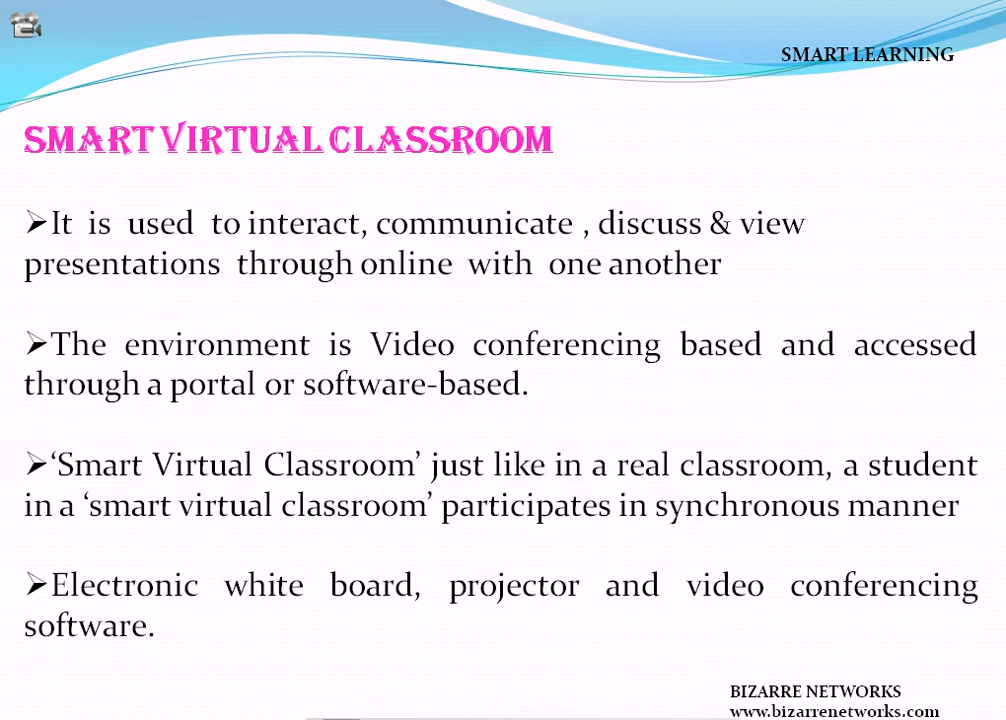 SMART LEARNING
SMART VIRTUAL CLASSROOM
➢It is used to interact, communicate , discuss & view
presentations through online with one another
➢The environment is Video conferencing based and accessed
through a portal or software-based.
➢‘Smart Virtual Classroom’ just like in a real classroom, a student
in a ‘smart virtual classroom’ participates in synchronous manner
➢Electronic white board, projector and video conferencing
software.
BIZARRE NETWORKS
www.bizarrenetworks.com